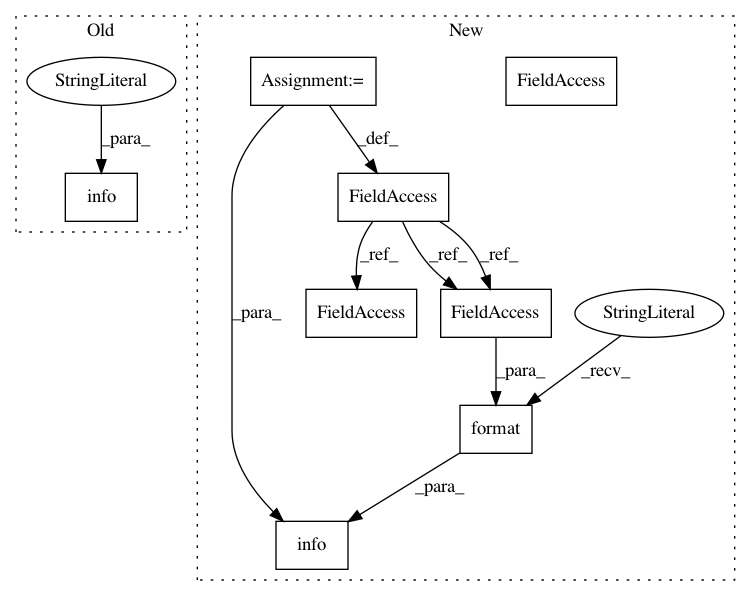 Old
New
StringLiteral
Assignment:=
FieldAccess
_para_
_def_
info
FieldAccess
_ref_
_ref_
_ref_
_para_
FieldAccess
FieldAccess
StringLiteral
_para_
_recv_
format
_para_
info